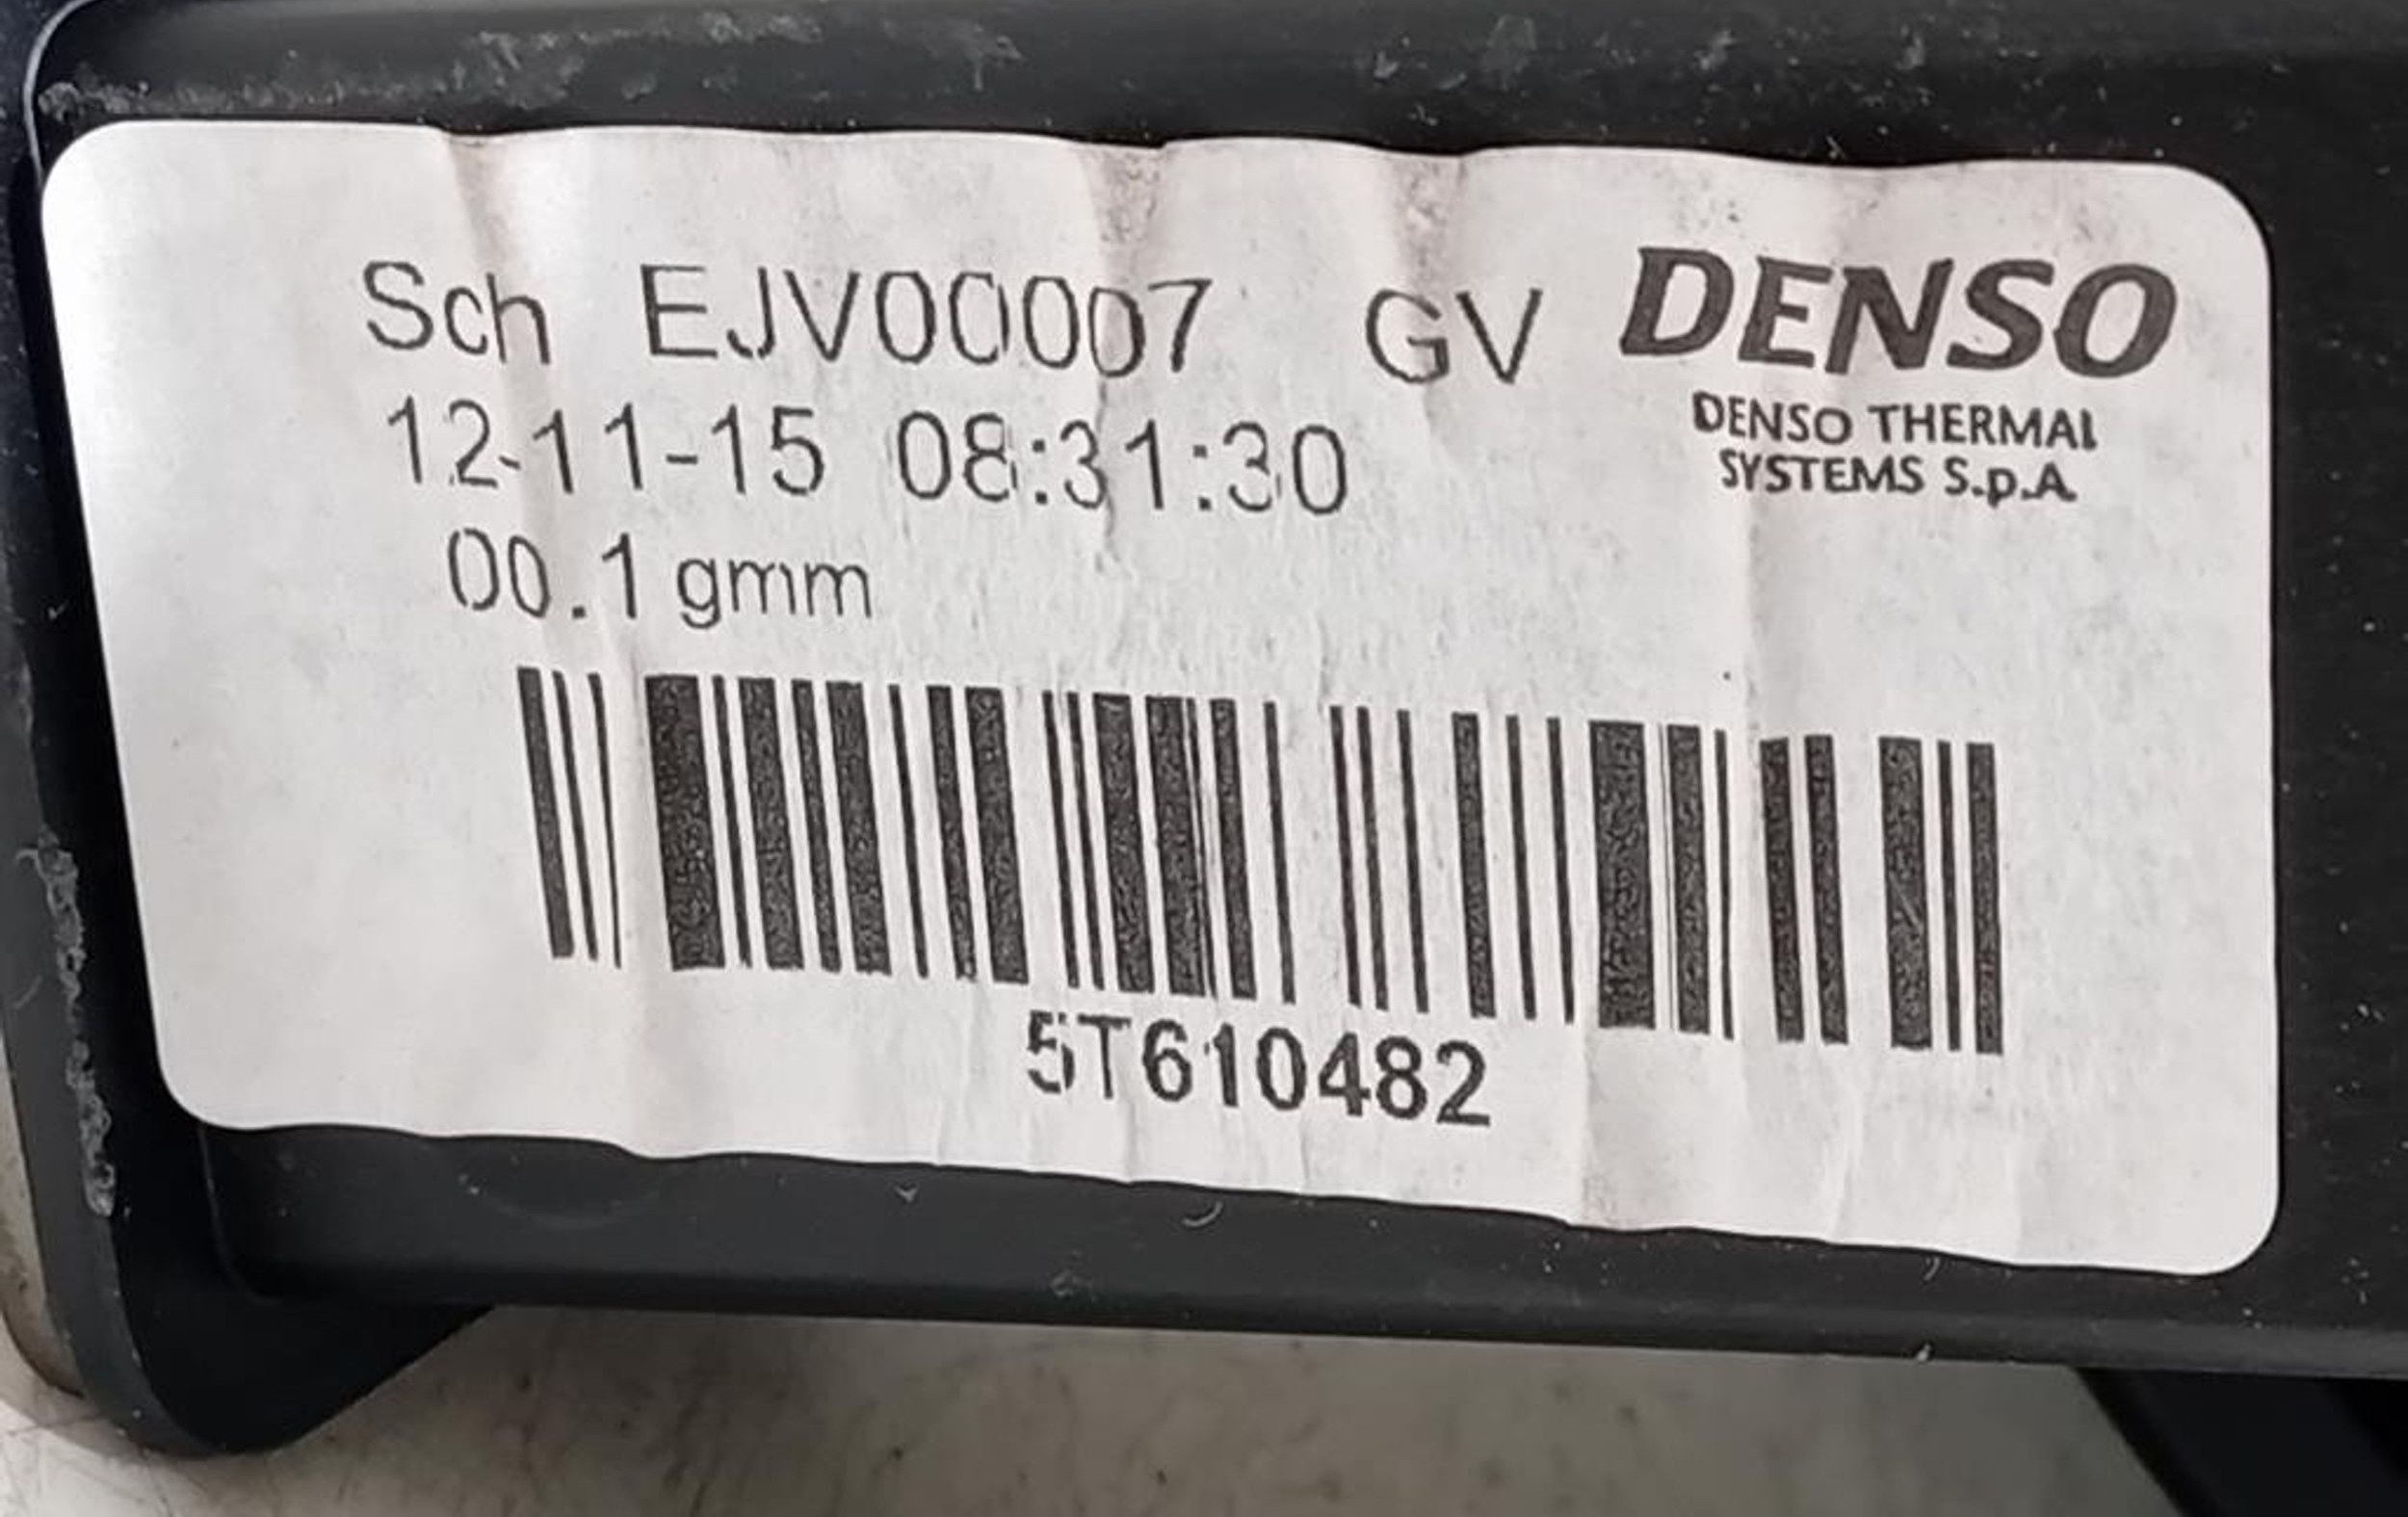 Sch EJV00007 GV DENSO
DENSO THERMAL
SYSTEMS S.p.A.
12-11-15 08:31:30
00.1 gmm
5T610482